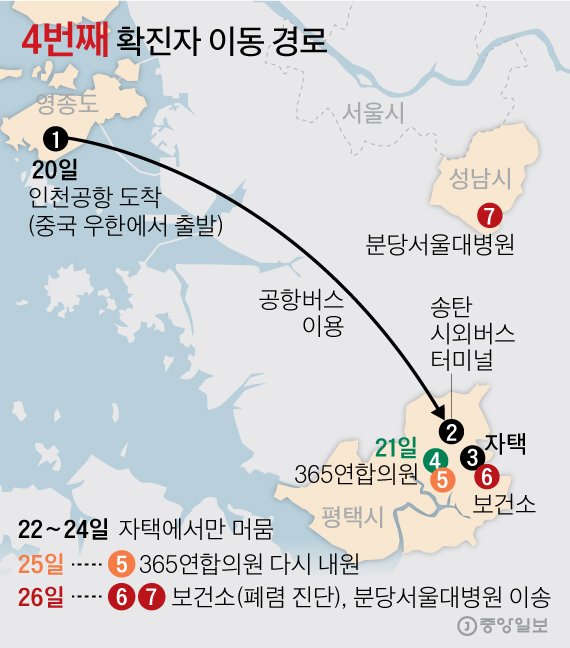 4번째 확진자 이동 경로
영종도
서울시
1
20일
인천공항 도착
(중국 우한에서 출발)
성남시
7
분당서울대병원
공항버스
이용
송탄
시외버스
터미널
2
21일
4
자택
3
365연합의원
5
6
보건소
평택시
22~24일 자택에서만 머뭄
25일 ····· 5 365연합의원 다시 내원
26일 ····· 6 7 보건소(폐렴 진단), 분당서울대병원 이송
J 중앙일보